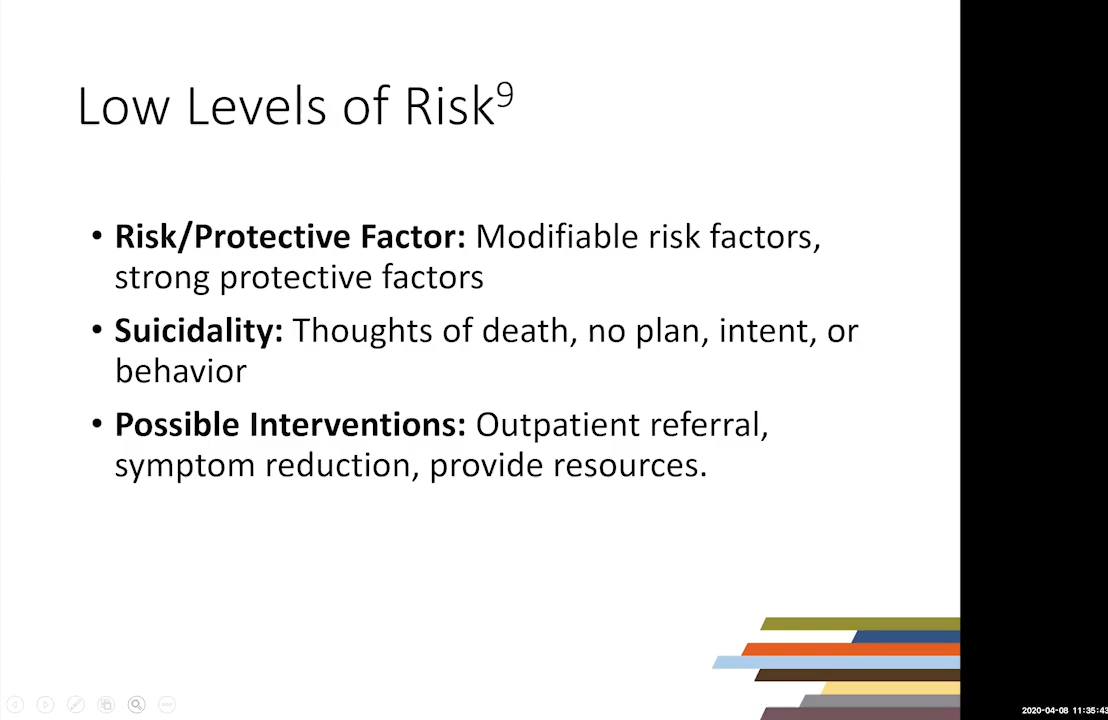 Low Levels of Risk⁹
• Risk/Protective Factor: Modifiable risk factors,
strong protective factors
• Suicidality: Thoughts of death, no plan, intent, or
behavior
• Possible Interventions: Outpatient referral,
symptom reduction, provide resources.
2020-04-08 11:35:43